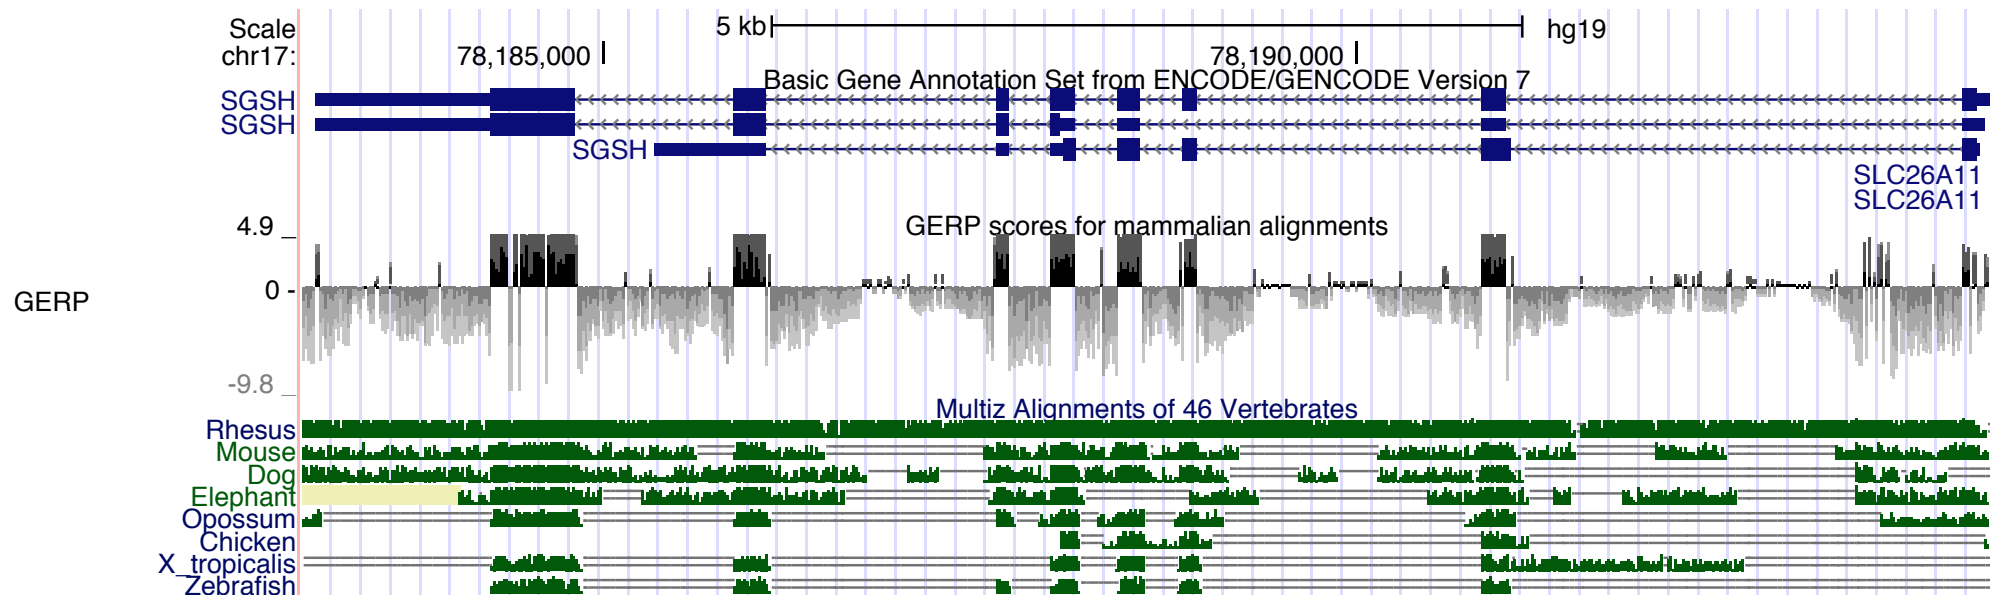 Scale 5 kb hg19
chr17: 78,185,000 78,190,000
Basic Gene Annotation Set from ENCODE/GENCODE Version 7
SGSH
SGSH
SGSH
SLC26A11
SLC26A11
GERP scores for mammalian alignments
4.9 _
GERP 0 -
-9.8 _
Multiz Alignments of 46 Vertebrates
Rhesus
Mouse
Dog
Elephant
Opossum
Chicken
X_tropicalis
Zebrafish